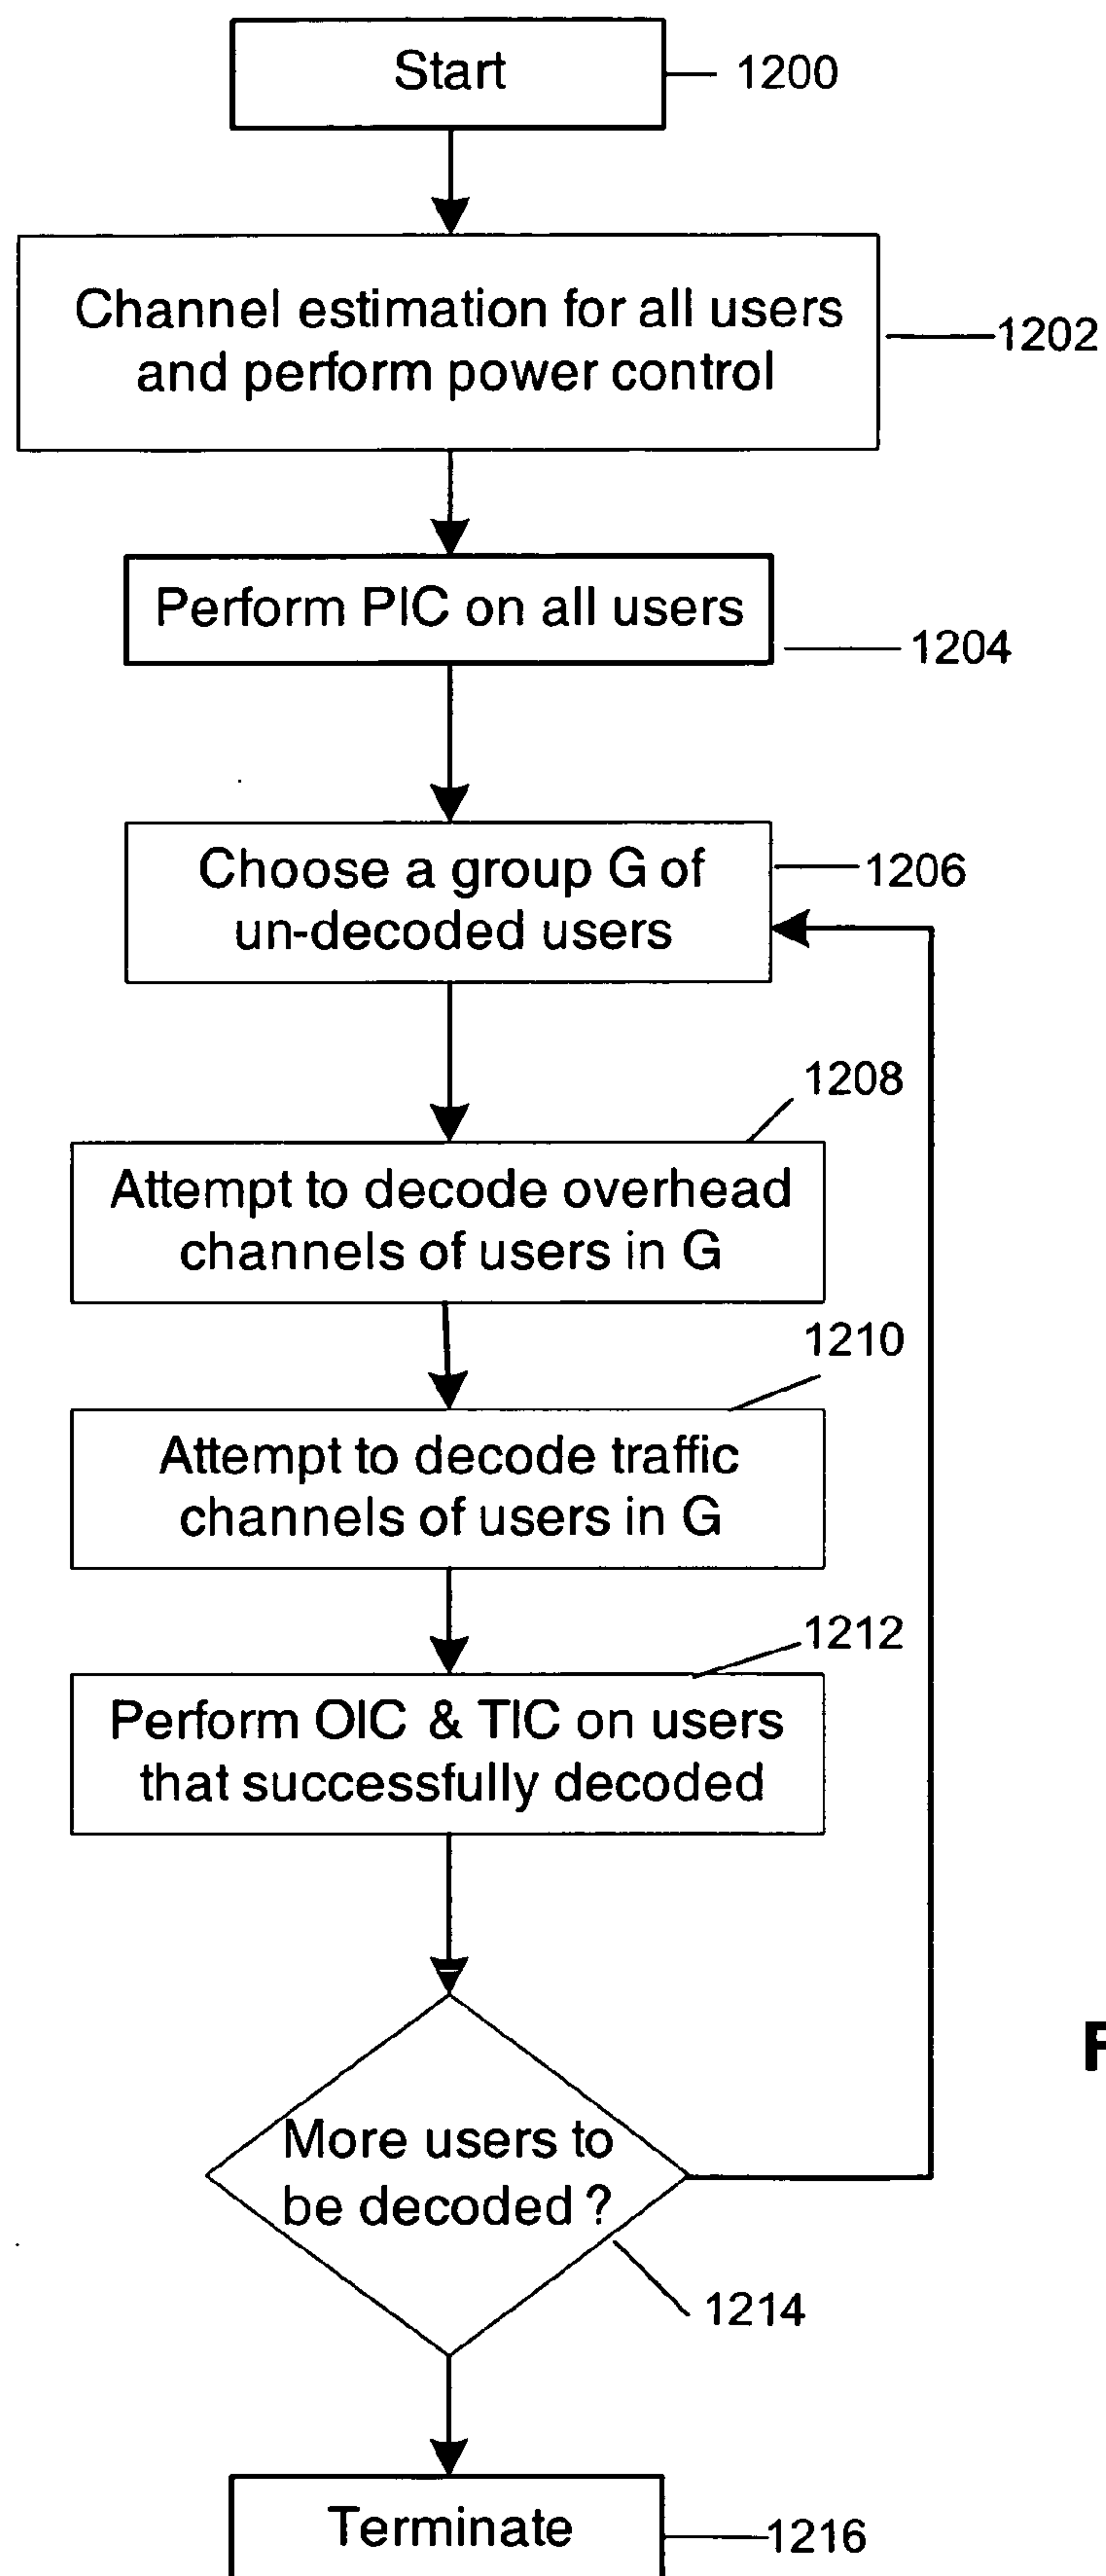 Start
1200
Channel estimation for all users
and perform power control
1202
Perform PIC on all users
1204
Choose a group G of
un-decoded users
1206
1208
Attempt to decode overhead
channels of users in G
1210
Attempt to decode traffic
channels of users in G
1212
Perform OIC & TIC on users
that successfully decoded
F
More users to
be decoded ?
1214
Terminate
1216